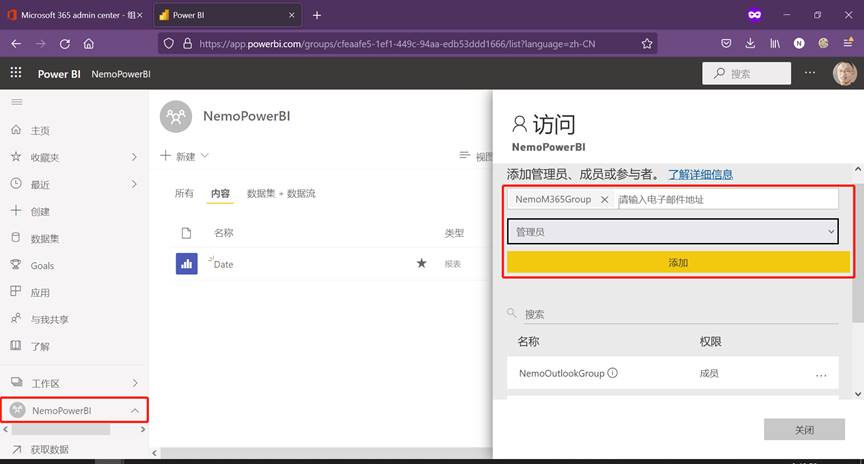 Microsoft 365 admin center - 组
Power BI
https://app.powerbi.com/groups/cfeaafe5-1ef1-449c-94aa-edb53ddd1666/list?language=zh-CN
Power BI NemoPowerBI
搜索
主页
收藏夹
最近
创建
数据集
Goals
应用
与我共享
了解
工作区
NemoPowerBI
获取数据
NemoPowerBI
新建
视图
所有 内容 数据集 + 数据流
名称 类型
Date 报表
访问
NemoPowerBI
添加管理员、成员或参与者。 了解详细信息
NemoM365Group 请输入电子邮件地址
管理员
添加
搜索
名称 权限
NemoOutlookGroup 成员
关闭